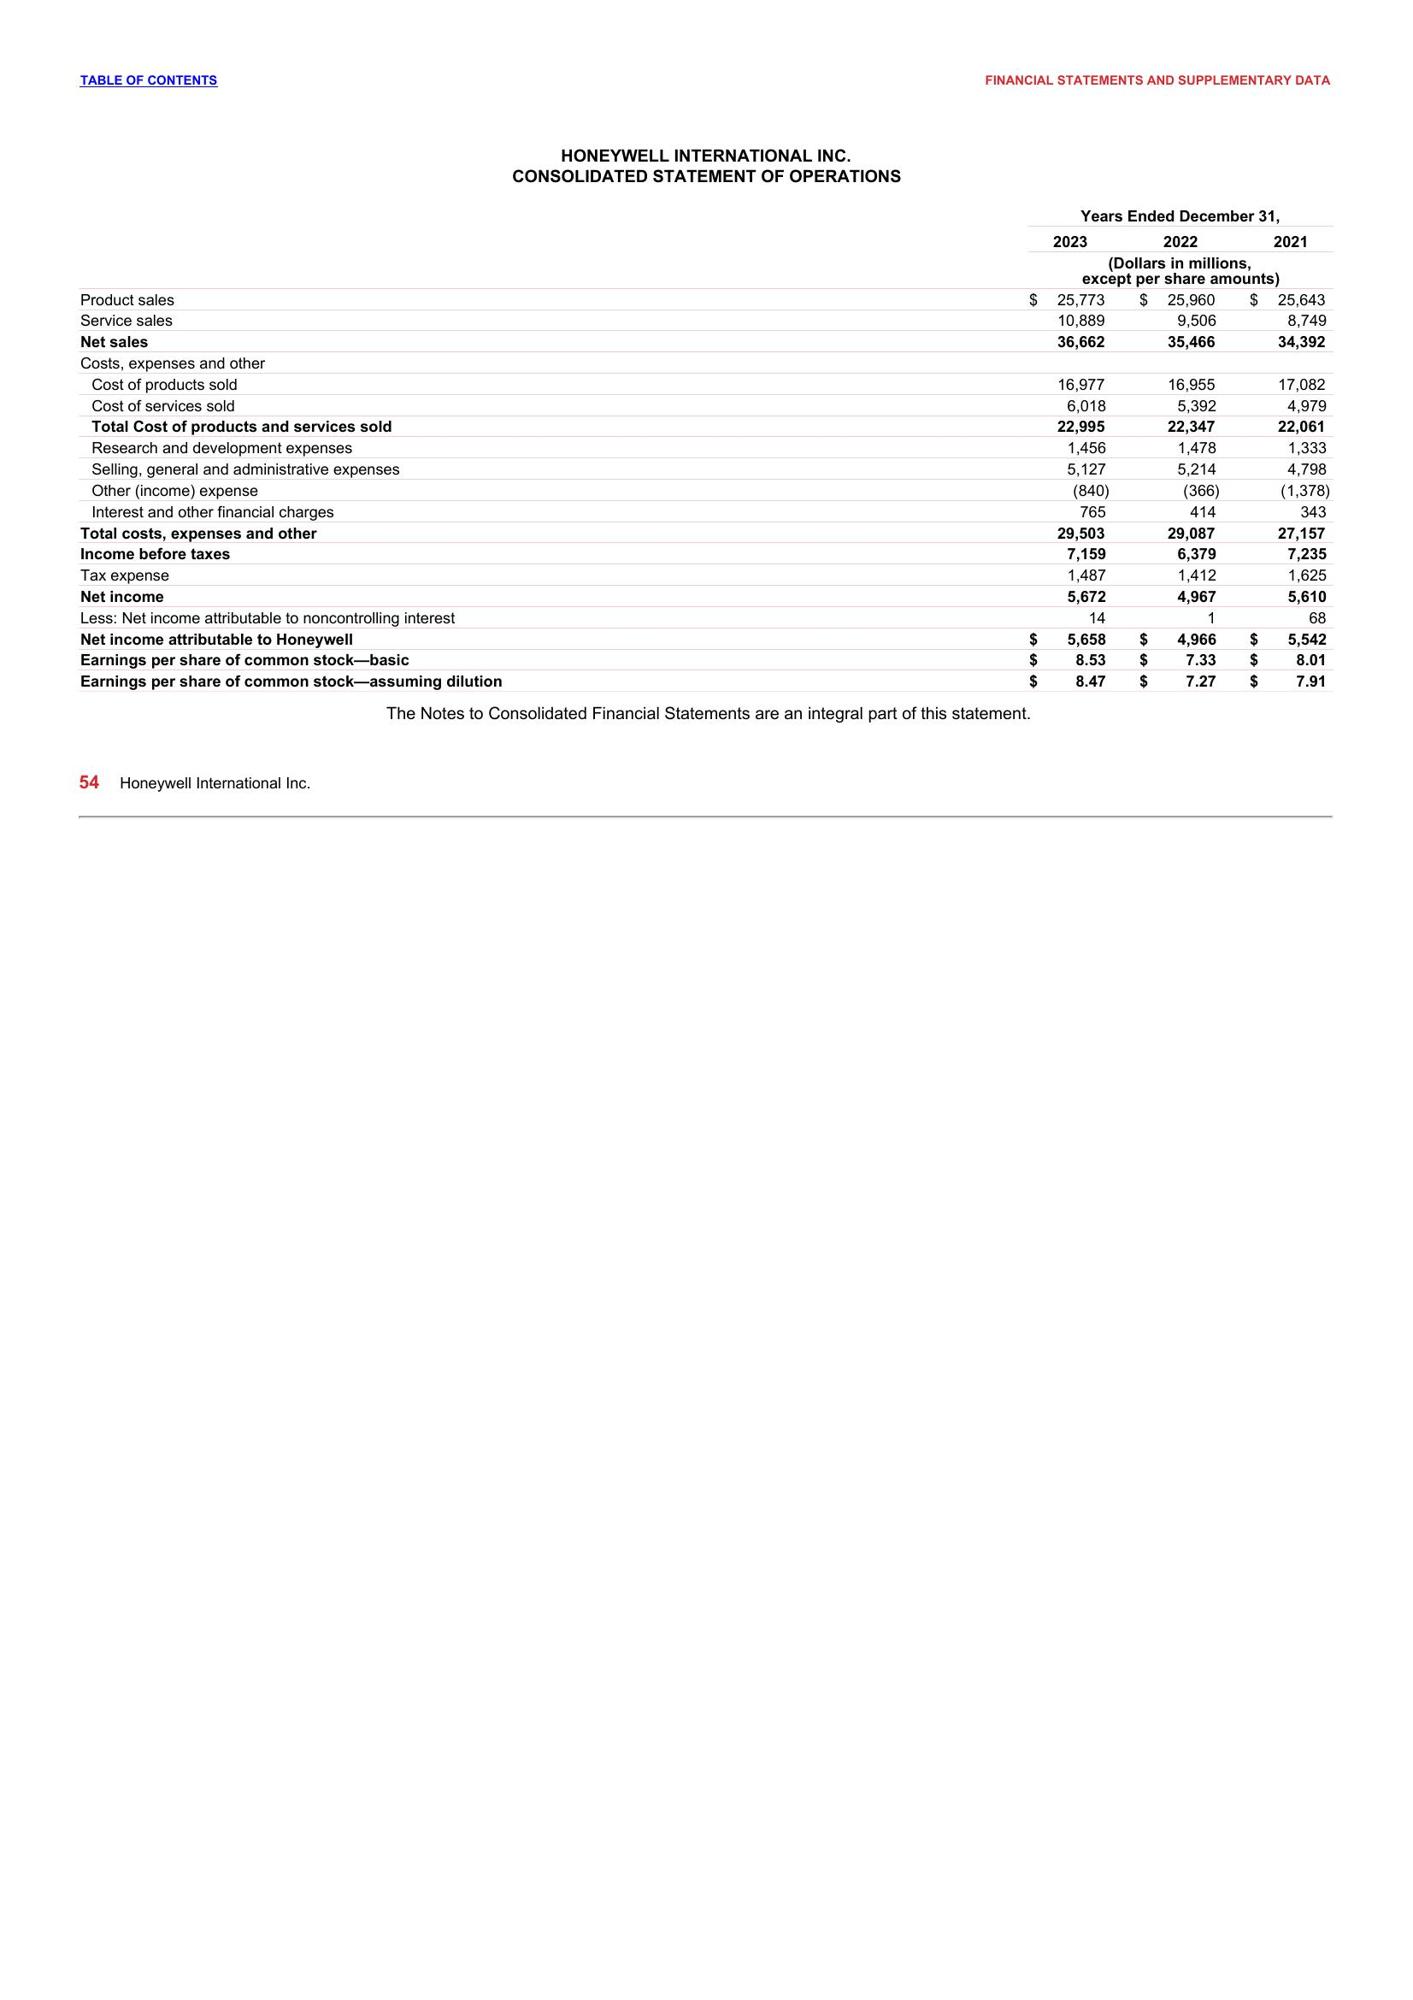 TABLE OF CONTENTS FINANCIAL STATEMENTS AND SUPPLEMENTARY DATA
HONEYWELL INTERNATIONAL INC.
CONSOLIDATED STATEMENT OF OPERATIONS
Years Ended December 31,
2023 2022 2021
(Dollars in millions,
except per share amounts)
Product sales $ 25,773 $ 25,960 $ 25,643
Service sales 10,889 9,506 8,749
Net sales 36,662 35,466 34,392
Costs, expenses and other
Cost of products sold 16,977 16,955 17,082
Cost of services sold 6,018 5,392 4,979
Total Cost of products and services sold 22,995 22,347 22,061
Research and development expenses 1,456 1,478 1,333
Selling, general and administrative expenses 5,127 5,214 4,798
Other (income) expense (840) (366) (1,378)
Interest and other financial charges 765 414 343
Total costs, expenses and other 29,503 29,087 27,157
Income before taxes 7,159 6,379 7,235
Tax expense 1,487 1,412 1,625
Net income 5,672 4,967 5,610
Less: Net income attributable to noncontrolling interest 14 1 68
Net income attributable to Honeywell $ 5,658 $ 4,966 $ 5,542
Earnings per share of common stock—basic $ 8.53 $ 7.33 $ 8.01
Earnings per share of common stock—assuming dilution $ 8.47 $ 7.27 $ 7.91
The Notes to Consolidated Financial Statements are an integral part of this statement.
54 Honeywell International Inc.